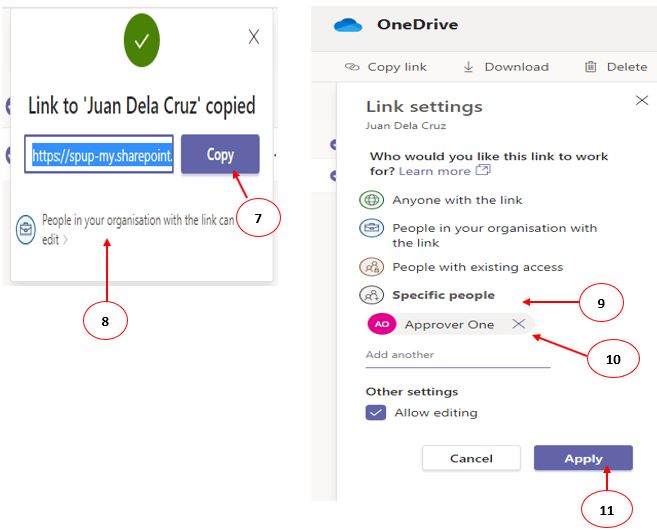 Link to 'Juan Dela Cruz' copied
https://spup-my.sharepoint.
Copy
7
People in your organisation with the link can
edit
8
OneDrive
Copy link
Download
Delete
Link settings
Juan Dela Cruz
Who would you like this link to work
for? Learn more
Anyone with the link
People in your organisation with
the link
People with existing access
Specific people
9
AO Approver One
10
Add another
Other settings
Allow editing
Cancel
Apply
11